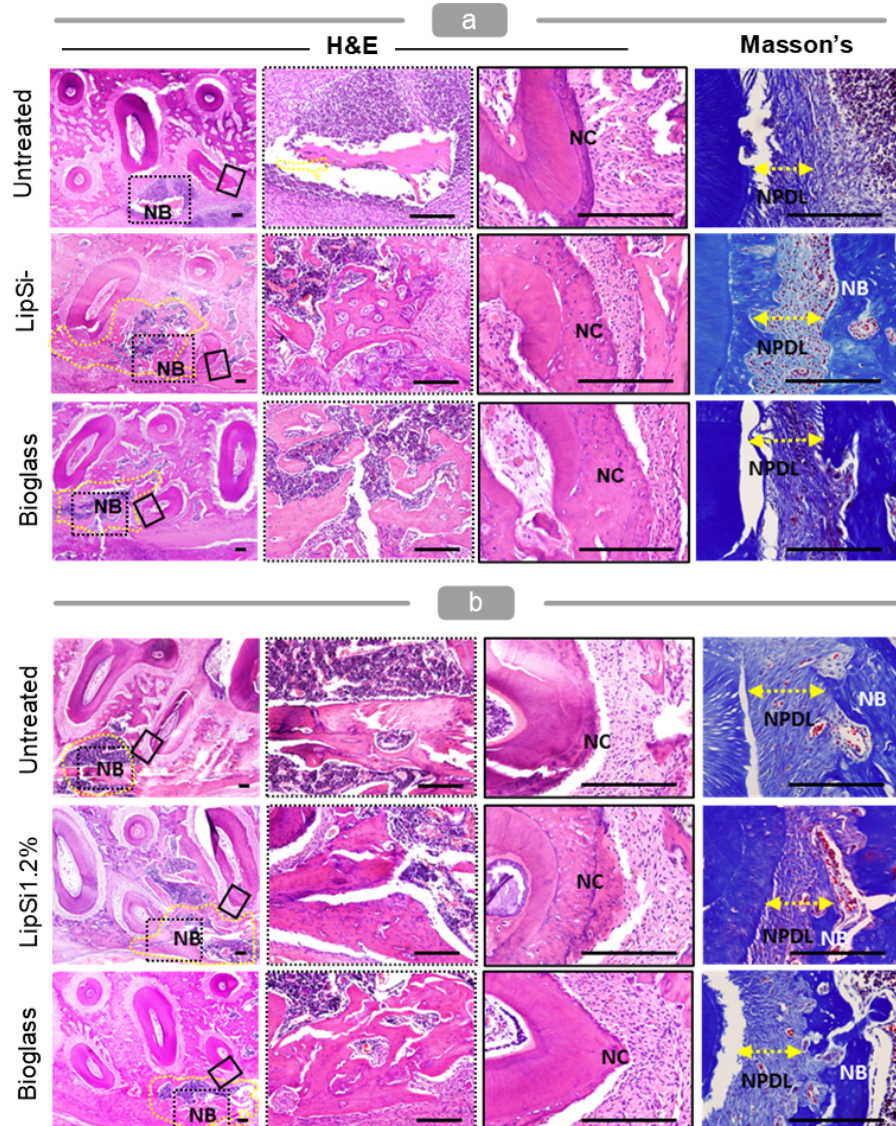 a
H&E Masson's
Untreated
NB
NC
NPDL
LipSi-
NB
NC
NPDL
NB
Bioglass
NB
NC
NPDL
b
Untreated
NB
NC
NPDL
NB
LipSi1.2%
NB
NC
NPDL
NB
Bioglass
NB
NC
NPDL
NB